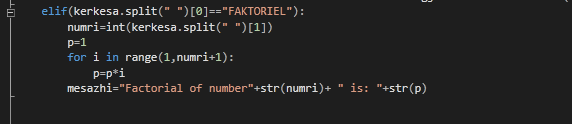 elif(kerkesa.split(" ")[0]=="FAKTORIEL"):
    numri=int(kerkesa.split(" ")[1])
    p=1
    for i in range(1,numri+1):
        p=p*i
    mesazhi="Factorial of number"+str(numri)+ " is: "+str(p)